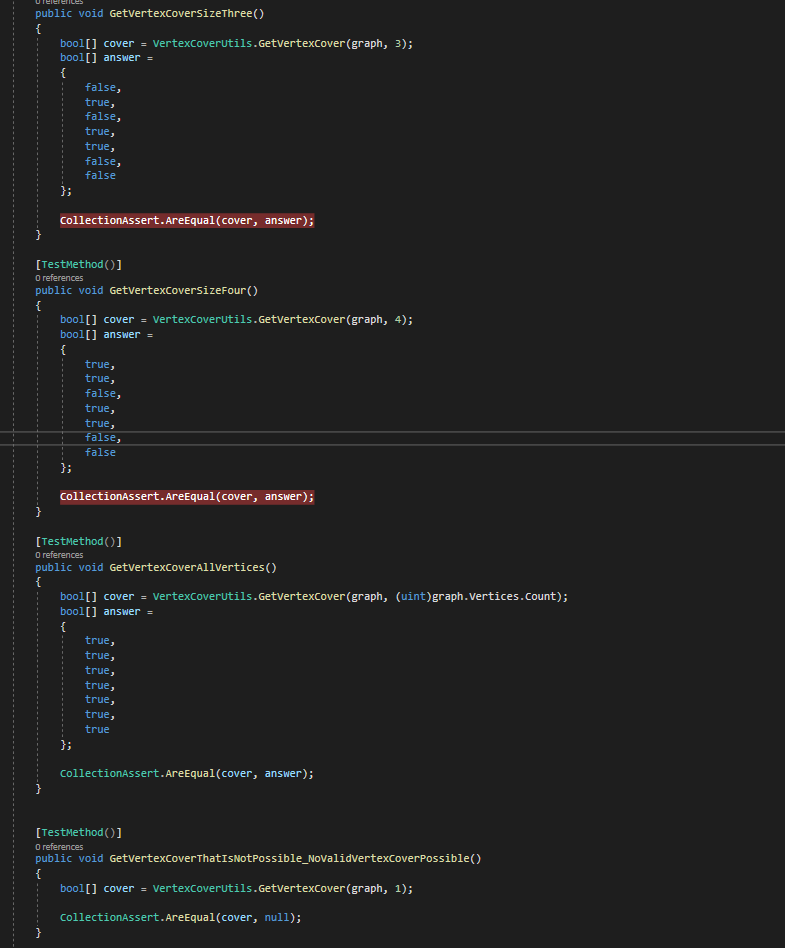 0 references
public void GetVertexCoverSizeThree()
{
bool[] cover = VertexCoverUtils.GetVertexCover(graph, 3);
bool[] answer =
{
false,
true,
false,
true,
true,
false,
false
};
CollectionAssert.AreEqual(cover, answer);
}
[TestMethod()]
0 references
public void GetVertexCoverSizeFour()
{
bool[] cover = VertexCoverUtils.GetVertexCover(graph, 4);
bool[] answer =
{
true,
true,
false,
true,
true,
false,
false
};
CollectionAssert.AreEqual(cover, answer);
}
[TestMethod()]
0 references
public void GetVertexCoverAllVertices()
{
bool[] cover = VertexCoverUtils.GetVertexCover(graph, (uint)graph.Vertices.Count);
bool[] answer =
{
true,
true,
true,
true,
true,
true,
true
};
CollectionAssert.AreEqual(cover, answer);
}
[TestMethod()]
0 references
public void GetVertexCoverThatIsNotPossible_NoValidVertexCoverPossible()
{
bool[] cover = VertexCoverUtils.GetVertexCover(graph, 1);
CollectionAssert.AreEqual(cover, null);
}